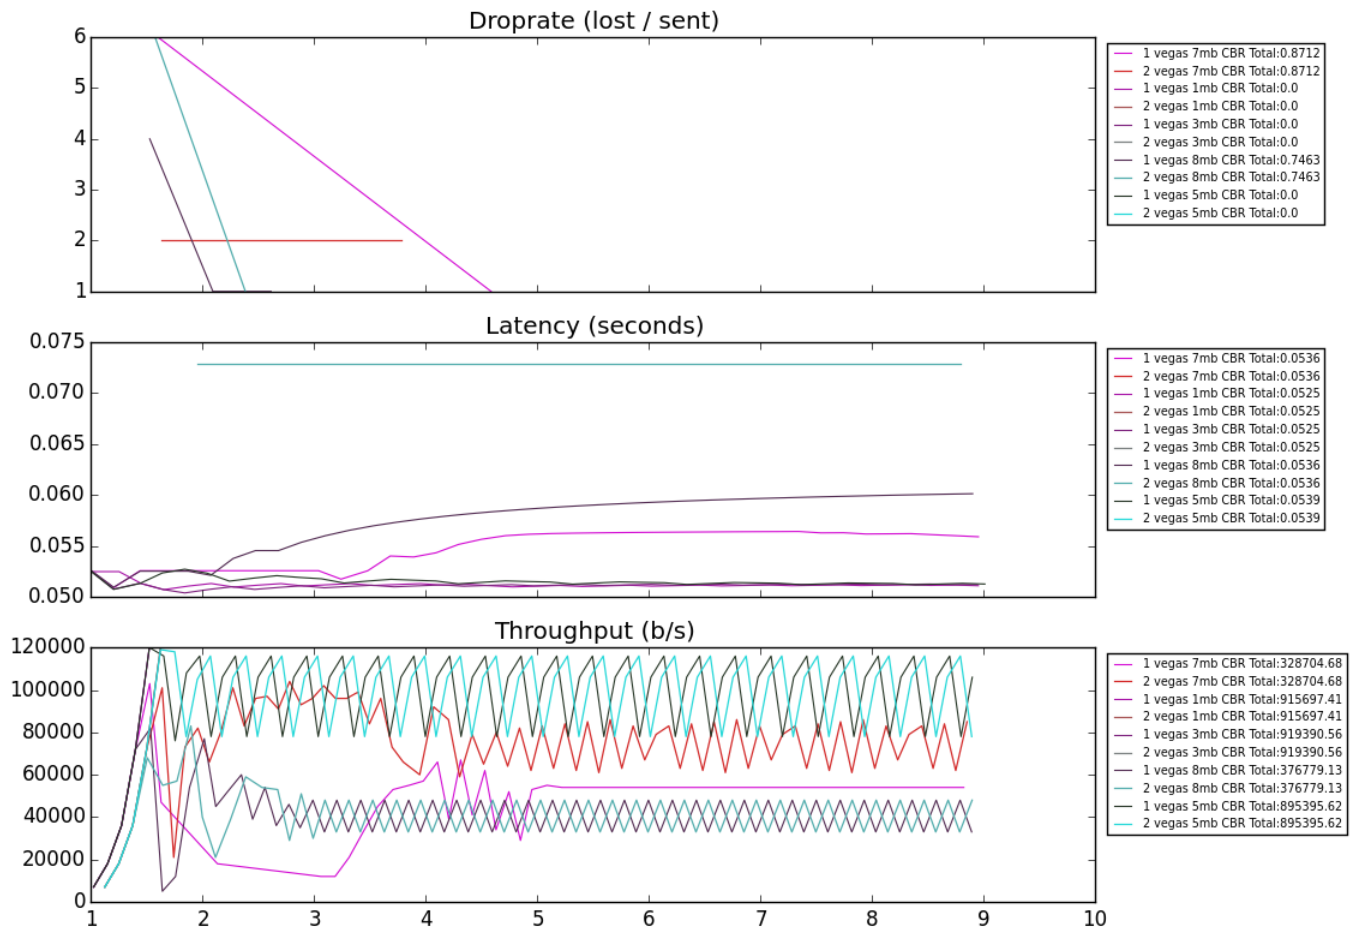 Droprate (lost / sent)
6
5
4
3
2
1
1 vegas 7mb CBR Total:0.8712
2 vegas 7mb CBR Total:0.8712
1 vegas 1mb CBR Total:0.0
2 vegas 1mb CBR Total:0.0
1 vegas 3mb CBR Total:0.0
2 vegas 3mb CBR Total:0.0
1 vegas 8mb CBR Total:0.7463
2 vegas 8mb CBR Total:0.7463
1 vegas 5mb CBR Total:0.0
2 vegas 5mb CBR Total:0.0
Latency (seconds)
0.075
0.070
0.065
0.060
0.055
0.050
1 vegas 7mb CBR Total:0.0536
2 vegas 7mb CBR Total:0.0536
1 vegas 1mb CBR Total:0.0525
2 vegas 1mb CBR Total:0.0525
1 vegas 3mb CBR Total:0.0525
2 vegas 3mb CBR Total:0.0525
1 vegas 8mb CBR Total:0.0536
2 vegas 8mb CBR Total:0.0536
1 vegas 5mb CBR Total:0.0539
2 vegas 5mb CBR Total:0.0539
Throughput (b/s)
120000
100000
80000
60000
40000
20000
0
1 vegas 7mb CBR Total:328704.68
2 vegas 7mb CBR Total:328704.68
1 vegas 1mb CBR Total:915697.41
2 vegas 1mb CBR Total:915697.41
1 vegas 3mb CBR Total:919390.56
2 vegas 3mb CBR Total:919390.56
1 vegas 8mb CBR Total:376779.13
2 vegas 8mb CBR Total:376779.13
1 vegas 5mb CBR Total:895395.62
2 vegas 5mb CBR Total:895395.62
1 2 3 4 5 6 7 8 9 10